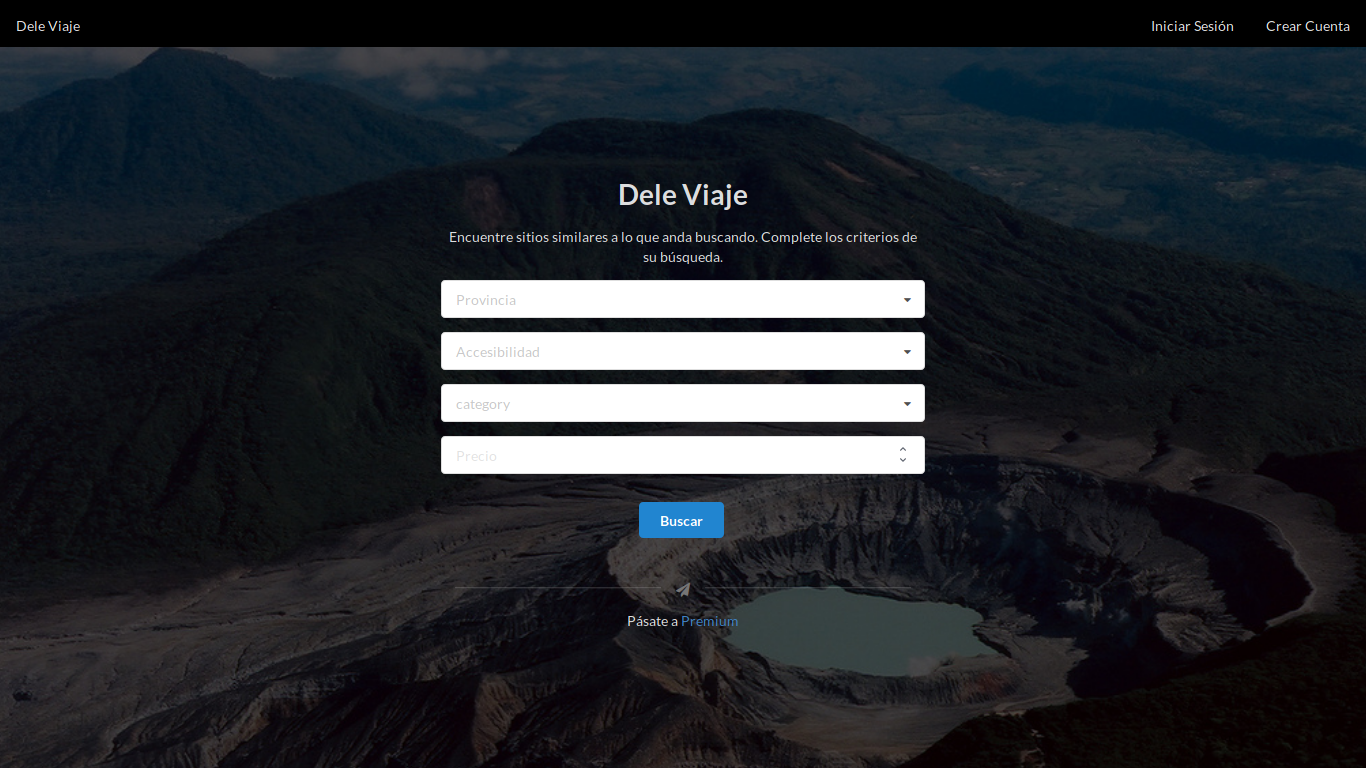 Dele Viaje
Iniciar Sesión
Crear Cuenta
Dele Viaje
Encuentre sitios similares a lo que anda buscando. Complete los criterios de
su búsqueda.
Provincia
Accesibilidad
category
Precio
Buscar
Pásate a Premium